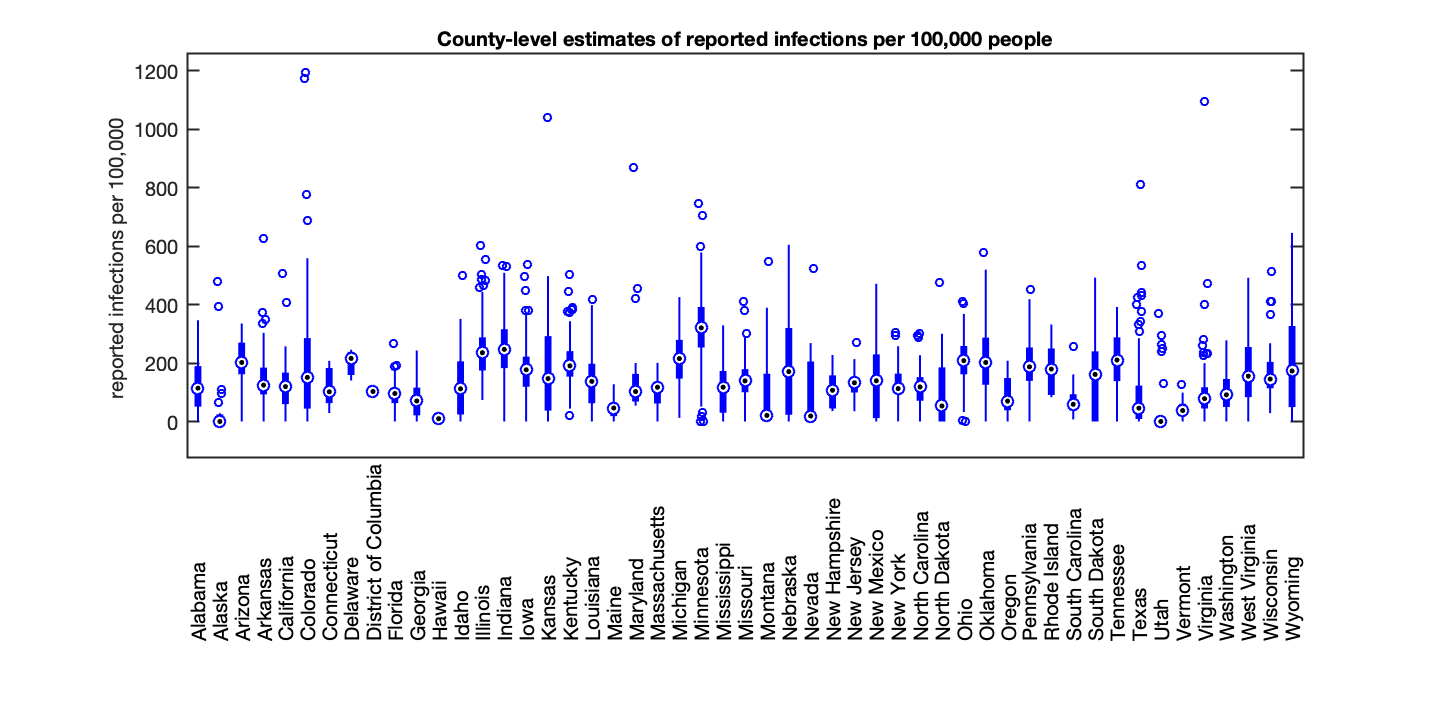 County-level estimates of reported infections per 100,000 people
reported infections per 100,000
1200
1000
800
600
400
200
0
Alabama
Alaska
Arizona
Arkansas
California
Colorado
Connecticut
Delaware
District of Columbia
Florida
Georgia
Hawaii
Idaho
Illinois
Indiana
Iowa
Kansas
Kentucky
Louisiana
Maine
Maryland
Massachusetts
Michigan
Minnesota
Mississippi
Missouri
Montana
Nebraska
Nevada
New Hampshire
New Jersey
New Mexico
New York
North Carolina
North Dakota
Ohio
Oklahoma
Oregon
Pennsylvania
Rhode Island
South Carolina
South Dakota
Tennessee
Texas
Utah
Vermont
Virginia
Washington
West Virginia
Wisconsin
Wyoming